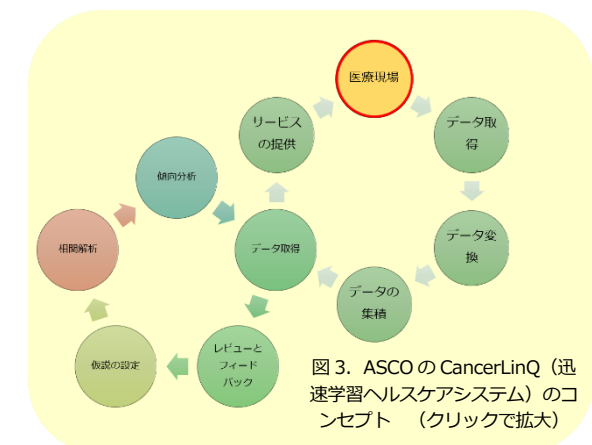 医療現場
サービス
の提供
データ取
得
傾向分析
相関解析
データ取得
データ変
換
データの
集積
レビューと
フィード
バック
仮説の設定
図 3．ASCO の CancerLinQ（迅
速学習ヘルスケアシステム）のコ
ンセプト　（クリックで拡大）